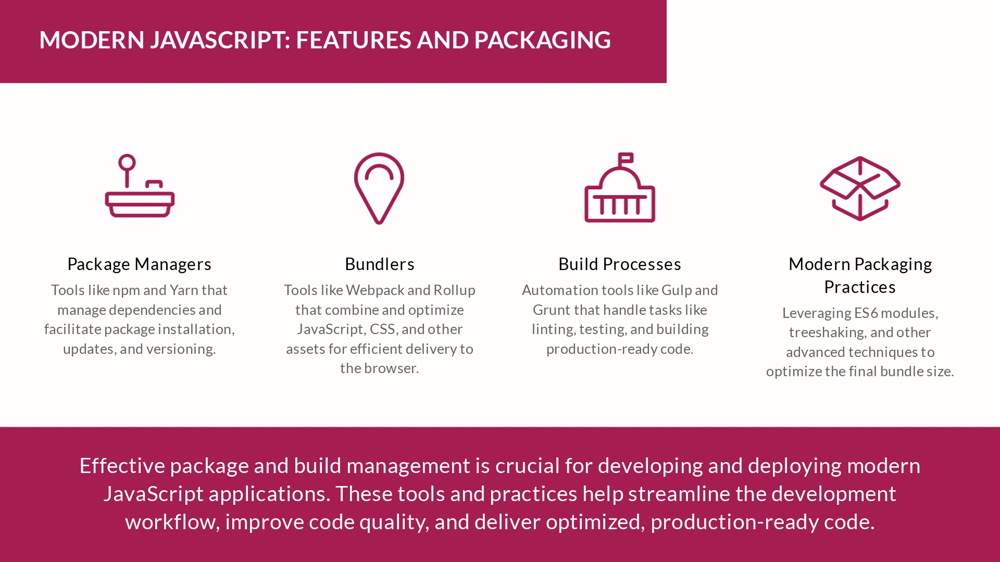 MODERN JAVASCRIPT: FEATURES AND PACKAGING
Package Managers
Tools like npm and Yarn that
manage dependencies and
facilitate package installation,
updates, and versioning.
Bundlers
Tools like Webpack and Rollup
that combine and optimize
JavaScript, CSS, and other
assets for efficient delivery to
the browser.
Build Processes
Automation tools like Gulp and
Grunt that handle tasks like
linting, testing, and building
production-ready code.
Modern Packaging
Practices
Leveraging ES6 modules,
treeshaking, and other
advanced techniques to
optimize the final bundle size.
Effective package and build management is crucial for developing and deploying modern
JavaScript applications. These tools and practices help streamline the development
workflow, improve code quality, and deliver optimized, production-ready code.